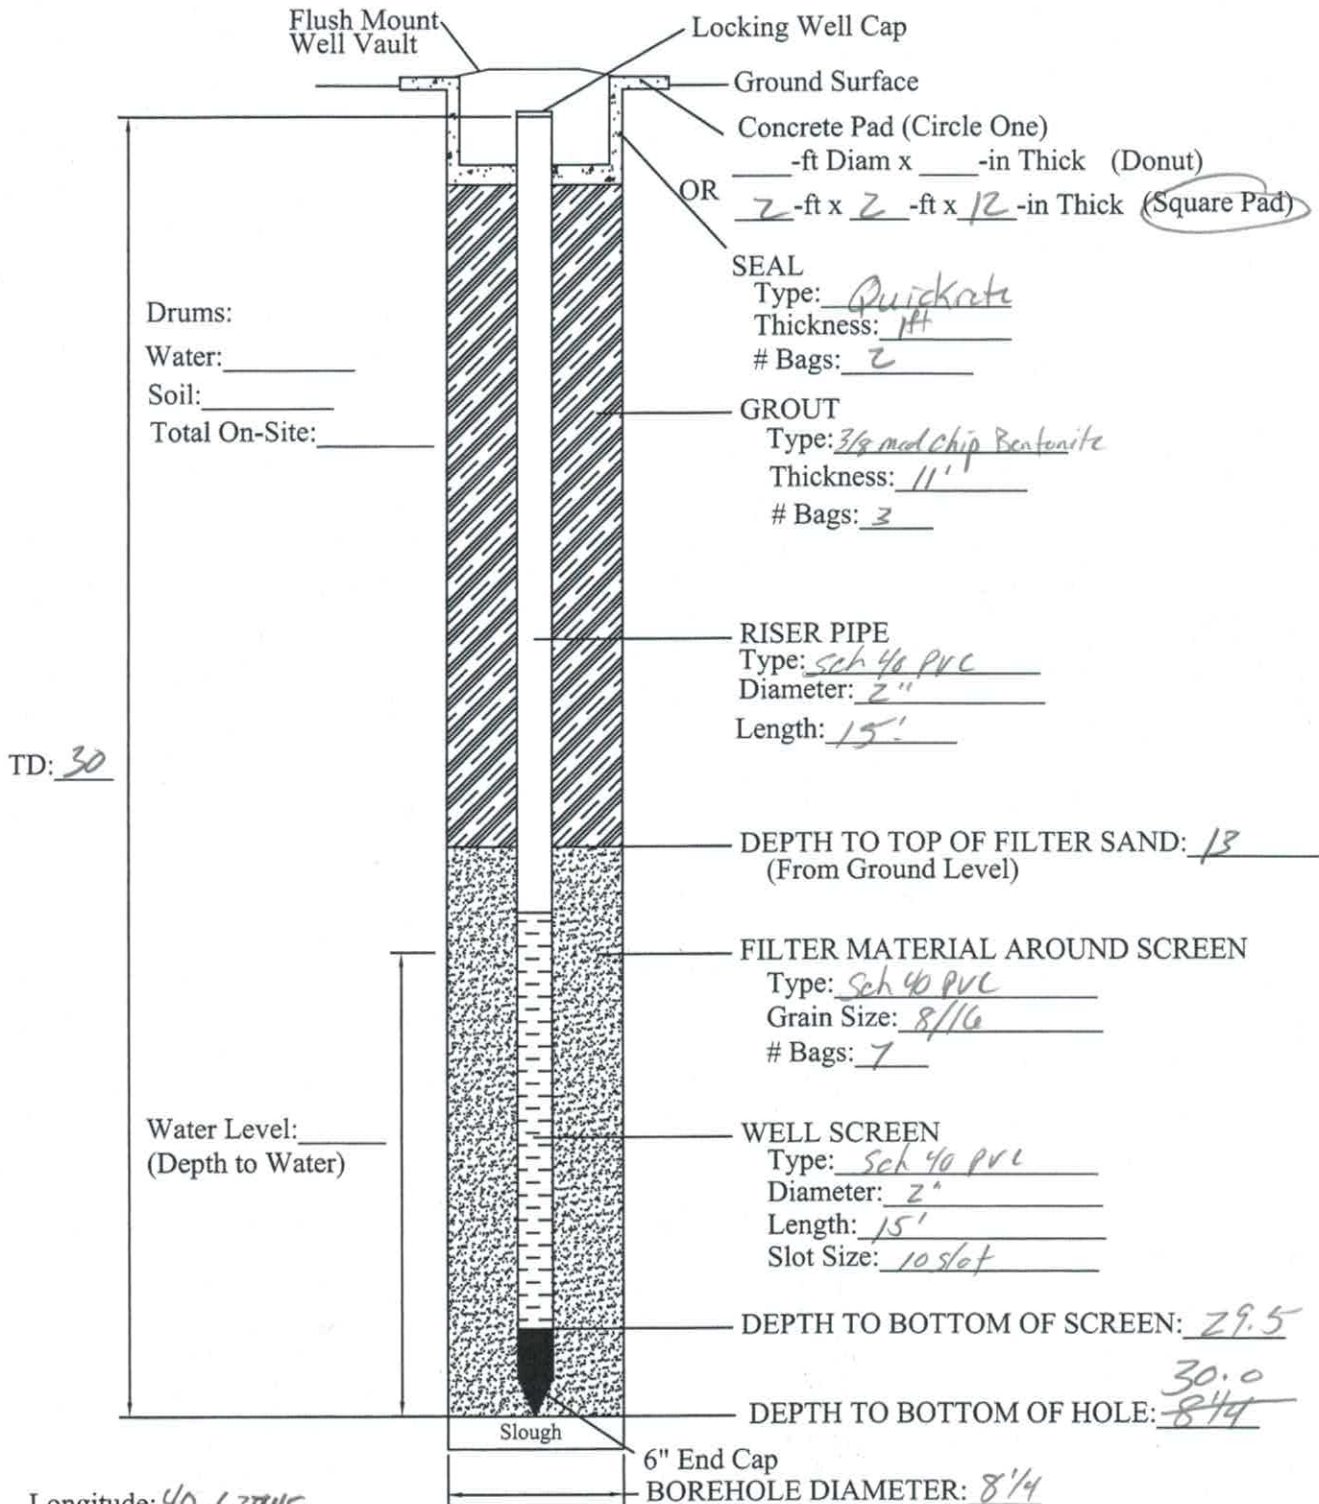 Flush Mount
Well Vault
Locking Well Cap
Ground Surface
Concrete Pad (Circle One)
____-ft Diam x ____-in Thick (Donut)
OR 2 -ft x 2 -ft x 12 -in Thick (Square Pad)
SEAL
Type: Quickrete
Thickness: 1ft
# Bags: 2
Drums:
Water:
Soil:
Total On-Site:
GROUT
Type: 3/8 med chip Bentonite
Thickness: 11'
# Bags: 3
RISER PIPE
Type: Sch 40 PVC
Diameter: 2"
Length: 15'
TD: 30
DEPTH TO TOP OF FILTER SAND: 13
(From Ground Level)
FILTER MATERIAL AROUND SCREEN
Type: Sch 40 PVC
Grain Size: 8/16
# Bags: 7
Water Level:
(Depth to Water)
WELL SCREEN
Type: Sch 40 PVC
Diameter: 2"
Length: 15'
Slot Size: 10 slot
DEPTH TO BOTTOM OF SCREEN: 29.5
30.0
DEPTH TO BOTTOM OF HOLE: 8 1/4
Slough
6" End Cap
BOREHOLE DIAMETER: 8 1/4
Longitude: 40